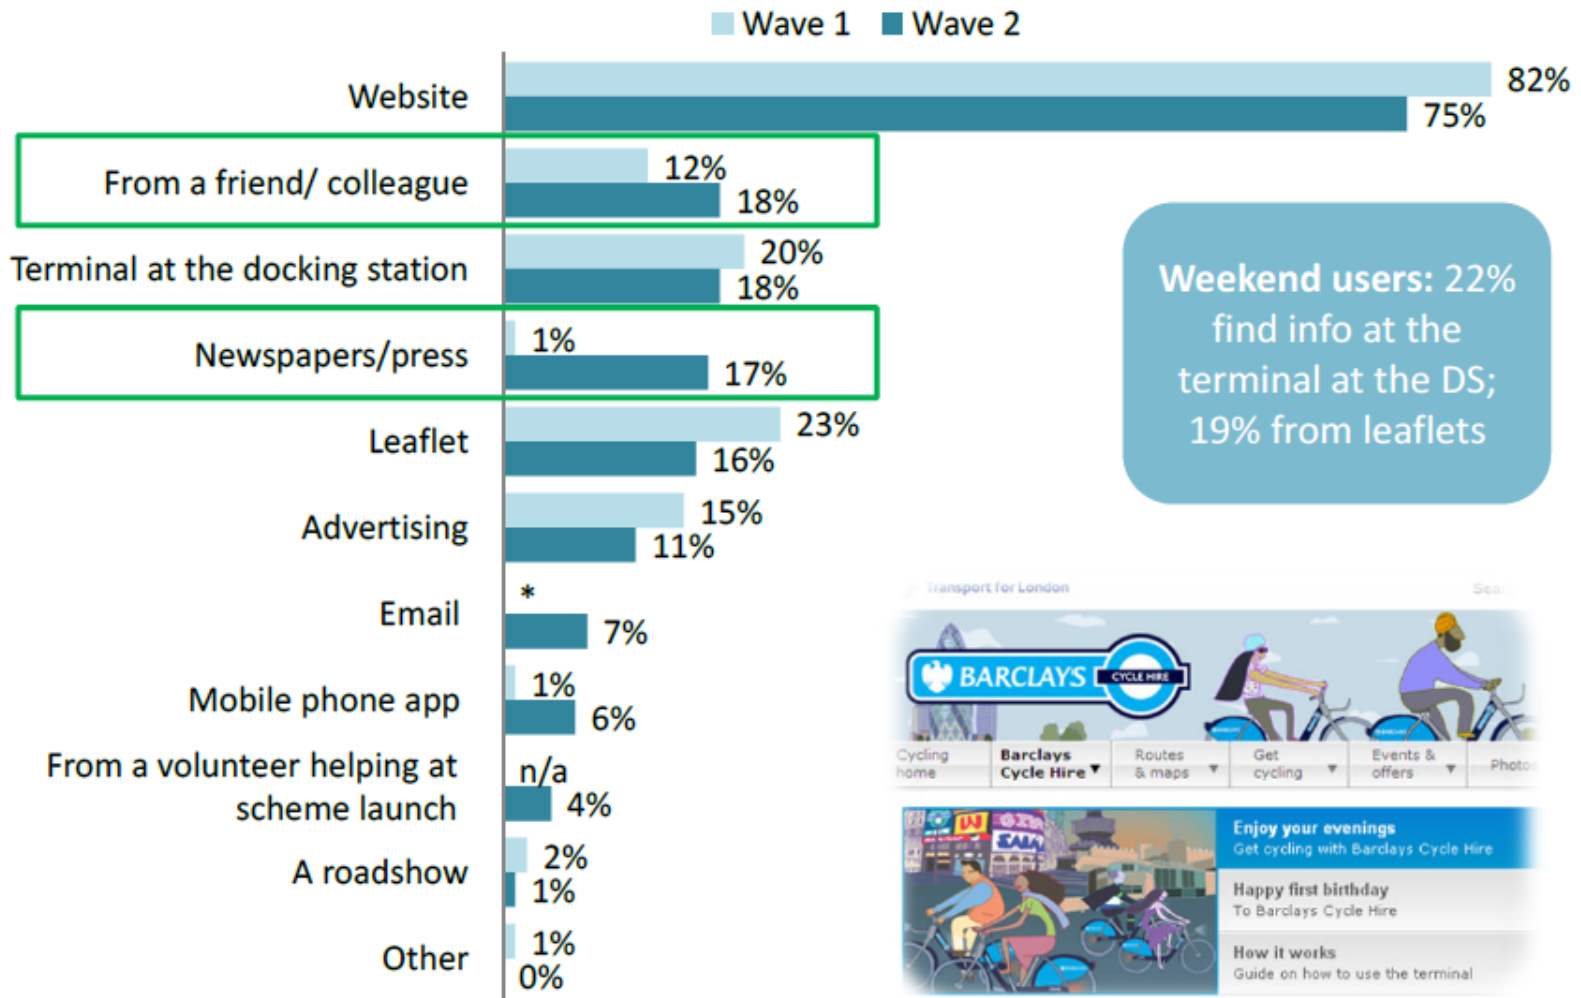 Wave 1 Wave 2
Website
82%
75%
From a friend/ colleague
12%
18%
Terminal at the docking station
20%
18%
Newspapers/press
1%
17%
Leaflet
23%
16%
Advertising
15%
11%
Email
*
7%
Mobile phone app
1%
6%
From a volunteer helping at
scheme launch
n/a
4%
A roadshow
2%
1%
Other
1%
0%
Weekend users: 22%
find info at the
terminal at the DS;
19% from leaflets
Transport for London
BARCLAYS CYCLE HIRE
Cycling
home
Barclays
Cycle Hire
Routes
& maps
Get
cycling
Events &
offers
Photos
Enjoy your evenings
Get cycling with Barclays Cycle Hire
Happy first birthday
To Barclays Cycle Hire
How it works
Guide on how to use the terminal